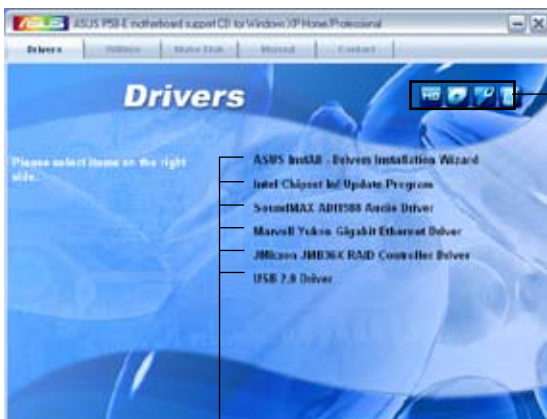 ASUS ASUS P5B-E motherboard support CD for Windows XP Home/Professional
Drivers Utilities Make Disk Manual Contact
Drivers
Please select items on the right
side.
ASUS InstAll - Drivers Installation Wizard
Intel Chipset Inf Update Program
SoundMAX ADI1988 Audio Driver
Marvell Yukon Gigabit Ethernet Driver
JMicron JMB36X RAID Controller Driver
USB 2.0 Driver